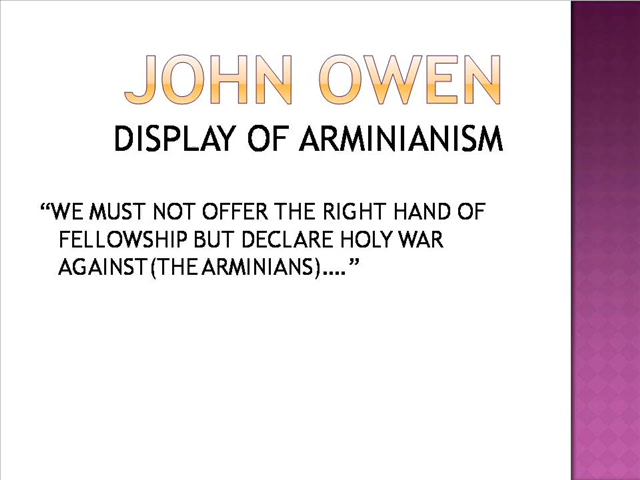 JOHN OWEN
DISPLAY OF ARMINIANISM
“WE MUST NOT OFFER THE RIGHT HAND OF
FELLOWSHIP BUT DECLARE HOLY WAR
AGAINST (THE ARMINIANS)....”